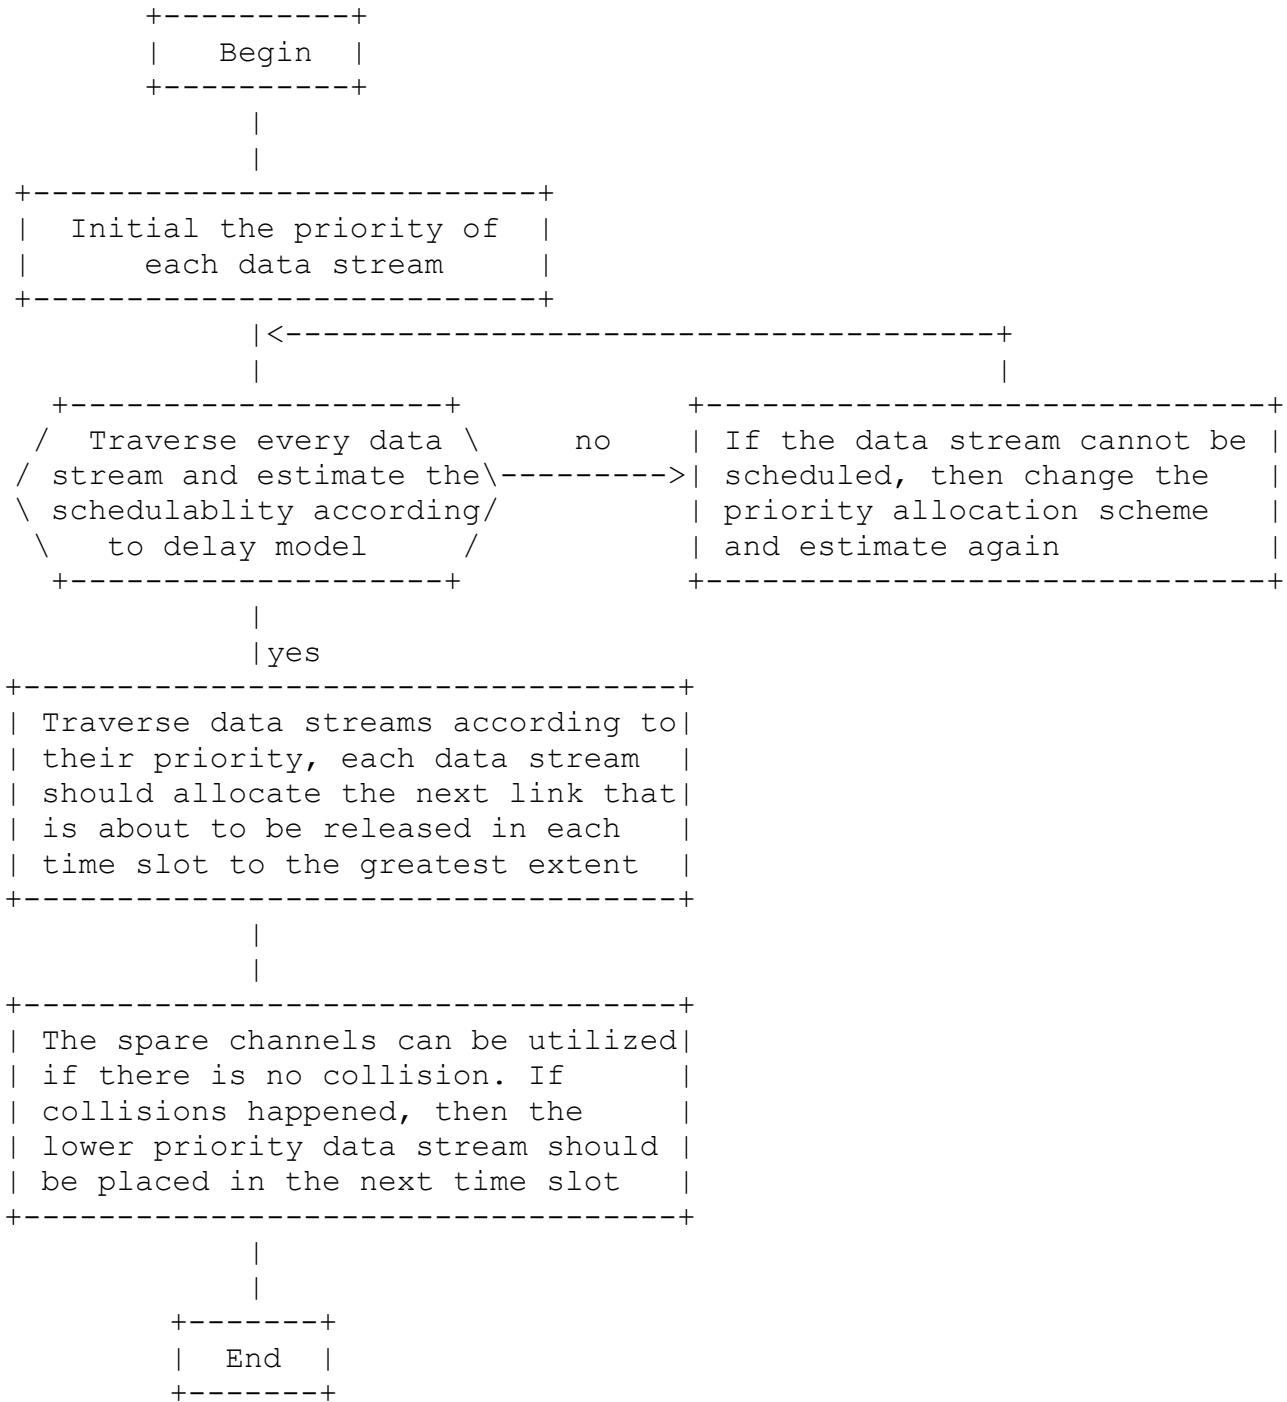 Begin
Initial the priority of
each data stream
Traverse every data
stream and estimate the
schedulablity according
to delay model
no
If the data stream cannot be
scheduled, then change the
priority allocation scheme
and estimate again
yes
Traverse data streams according to
their priority, each data stream
should allocate the next link that
is about to be released in each
time slot to the greatest extent
The spare channels can be utilized
if there is no collision. If
collisions happened, then the
lower priority data stream should
be placed in the next time slot
End